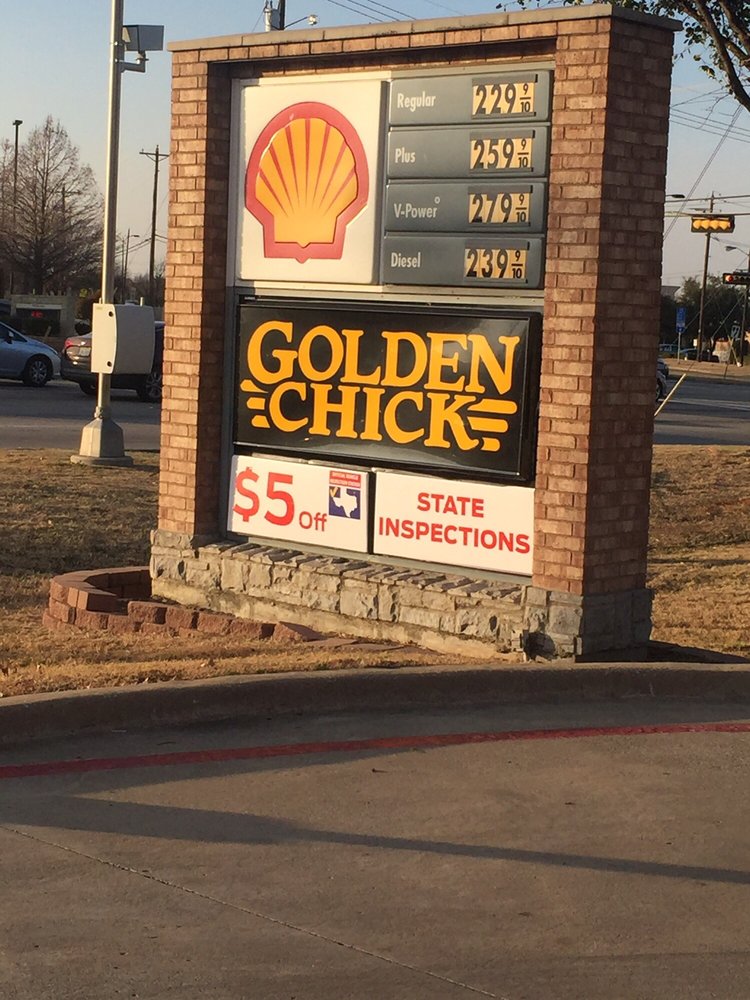 Regular 229 9/10
Plus 259 9/10
V-Power 279 9/10
Diesel 239 9/10
GOLDEN
CHICK
$5 Off
STATE
INSPECTIONS